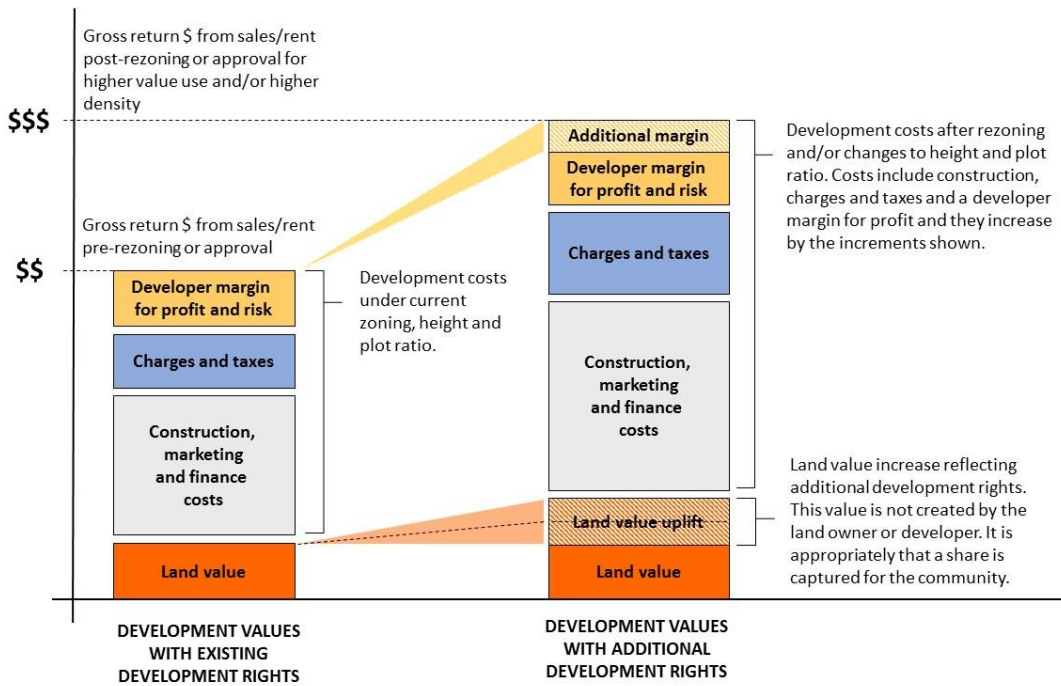 Gross return $ from sales/rent
post-rezoning or approval for
higher value use and/or higher
density
$$$
Additional margin
Developer margin
for profit and risk
Charges and taxes
Construction,
marketing
and finance
costs
Land value uplift
Land value
Development costs after rezoning
and/or changes to height and plot
ratio. Costs include construction,
charges and taxes and a developer
margin for profit and they increase
by the increments shown.
Gross return $ from sales/rent
pre-rezoning or approval
$$
Developer margin
for profit and risk
Charges and taxes
Construction,
marketing
and finance
costs
Land value
Development costs
under current
zoning, height and
plot ratio.
Land value increase reflecting
additional development rights.
This value is not created by the
land owner or developer. It is
appropriately that a share is
captured for the community.
DEVELOPMENT VALUES
WITH EXISTING
DEVELOPMENT RIGHTS
DEVELOPMENT VALUES
WITH ADDITIONAL
DEVELOPMENT RIGHTS